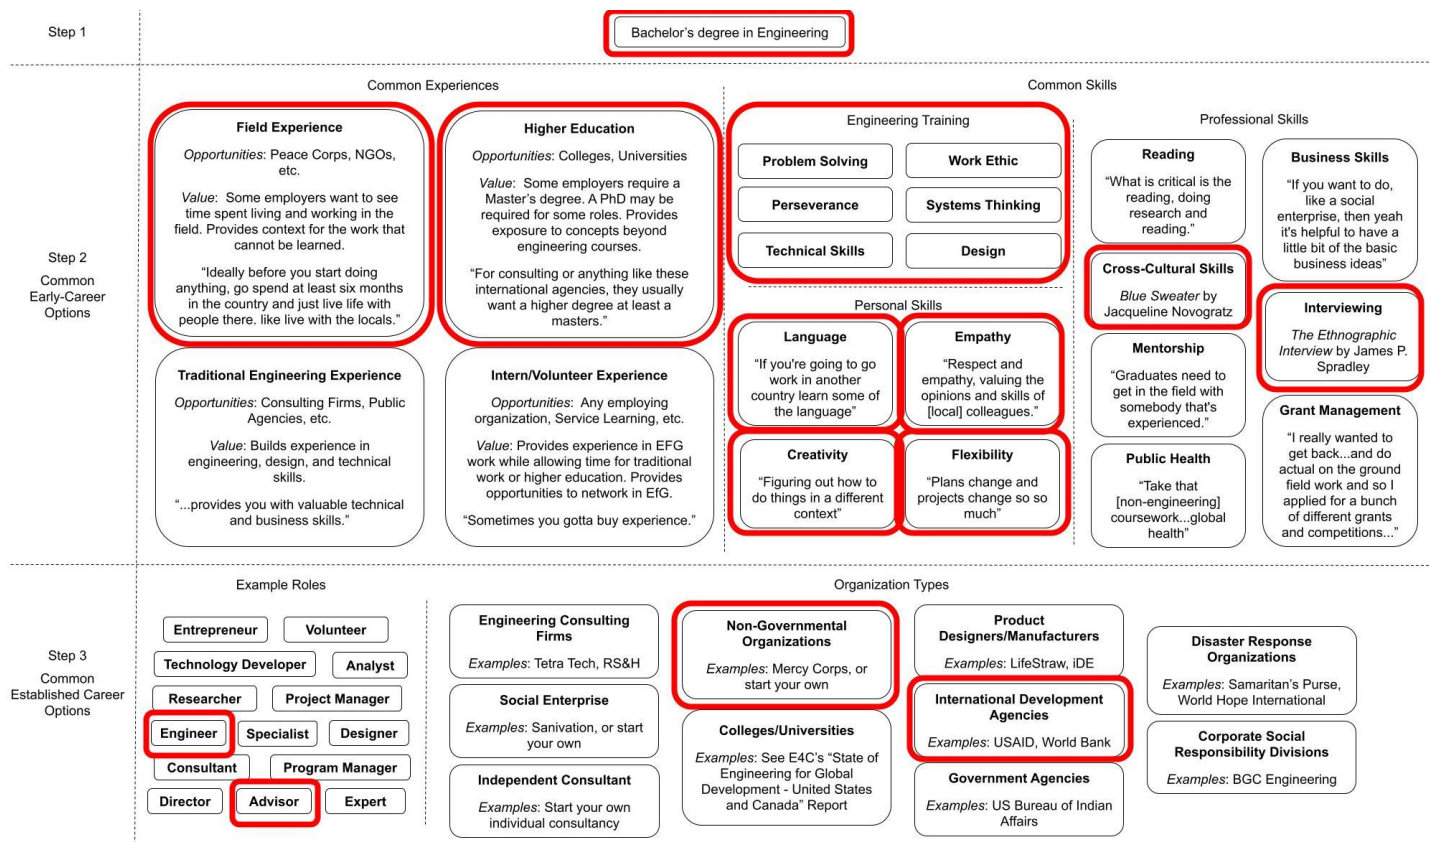 Step 1
Bachelor's degree in Engineering
Step 2
Common
Early-Career
Options
Common Experiences
Field Experience
Opportunities: Peace Corps, NGOs,
etc.
Value: Some employers want to see
time spent living and working in the
field. Provides context for the work that
cannot be learned.
“Ideally before you start doing
anything, go spend at least six months
in the country and just live life with
people there. like live with the locals.”
Higher Education
Opportunities: Colleges, Universities
Value: Some employers require a
Master's degree. A PhD may be
required for some roles. Provides
exposure to concepts beyond
engineering courses.
“For consulting or anything like these
international agencies, they usually
want a higher degree at least a
masters.”
Traditional Engineering Experience
Opportunities: Consulting Firms, Public
Agencies, etc.
Value: Builds experience in
engineering, design, and technical
skills.
“...provides you with valuable technical
and business skills.”
Intern/Volunteer Experience
Opportunities: Any employing
organization, Service Learning, etc.
Value: Provides experience in EFG
work while allowing time for traditional
work or higher education. Provides
opportunities to network in EfG.
“Sometimes you gotta buy experience.”
Common Skills
Engineering Training
Problem Solving
Work Ethic
Perseverance
Systems Thinking
Technical Skills
Design
Personal Skills
Language
“If you're going to go
work in another
country learn some of
the language”
Empathy
“Respect and
empathy, valuing the
opinions and skills of
[local] colleagues.”
Creativity
“Figuring out how to
do things in a different
context”
Flexibility
“Plans change and
projects change so so
much”
Professional Skills
Reading
“What is critical is the
reading, doing
research and
reading.”
Cross-Cultural Skills
Blue Sweater by
Jacqueline Novogratz
Mentorship
“Graduates need to
get in the field with
somebody that's
experienced.”
Public Health
“Take that
[non-engineering]
coursework...global
health”
Business Skills
“If you want to do,
like a social
enterprise, then yeah
it's helpful to have a
little bit of the basic
business ideas”
Interviewing
The Ethnographic
Interview by James P.
Spradley
Grant Management
“I really wanted to
get back...and do
actual on the ground
field work and so I
applied for a bunch
of different grants
and competitions...”
Step 3
Common
Established Career
Options
Example Roles
Entrepreneur
Volunteer
Technology Developer
Analyst
Researcher
Project Manager
Engineer
Specialist
Designer
Consultant
Program Manager
Director
Advisor
Expert
Organization Types
Engineering Consulting
Firms
Examples: Tetra Tech, RS&H
Social Enterprise
Examples: Sanivation, or start
your own
Independent Consultant
Examples: Start your own
individual consultancy
Non-Governmental
Organizations
Examples: Mercy Corps, or
start your own
Colleges/Universities
Examples: See E4C's “State of
Engineering for Global
Development - United States
and Canada” Report
Product
Designers/Manufacturers
Examples: LifeStraw, iDE
International Development
Agencies
Examples: USAID, World Bank
Government Agencies
Examples: US Bureau of Indian
Affairs
Disaster Response
Organizations
Examples: Samaritan's Purse,
World Hope International
Corporate Social
Responsibility Divisions
Examples: BGC Engineering